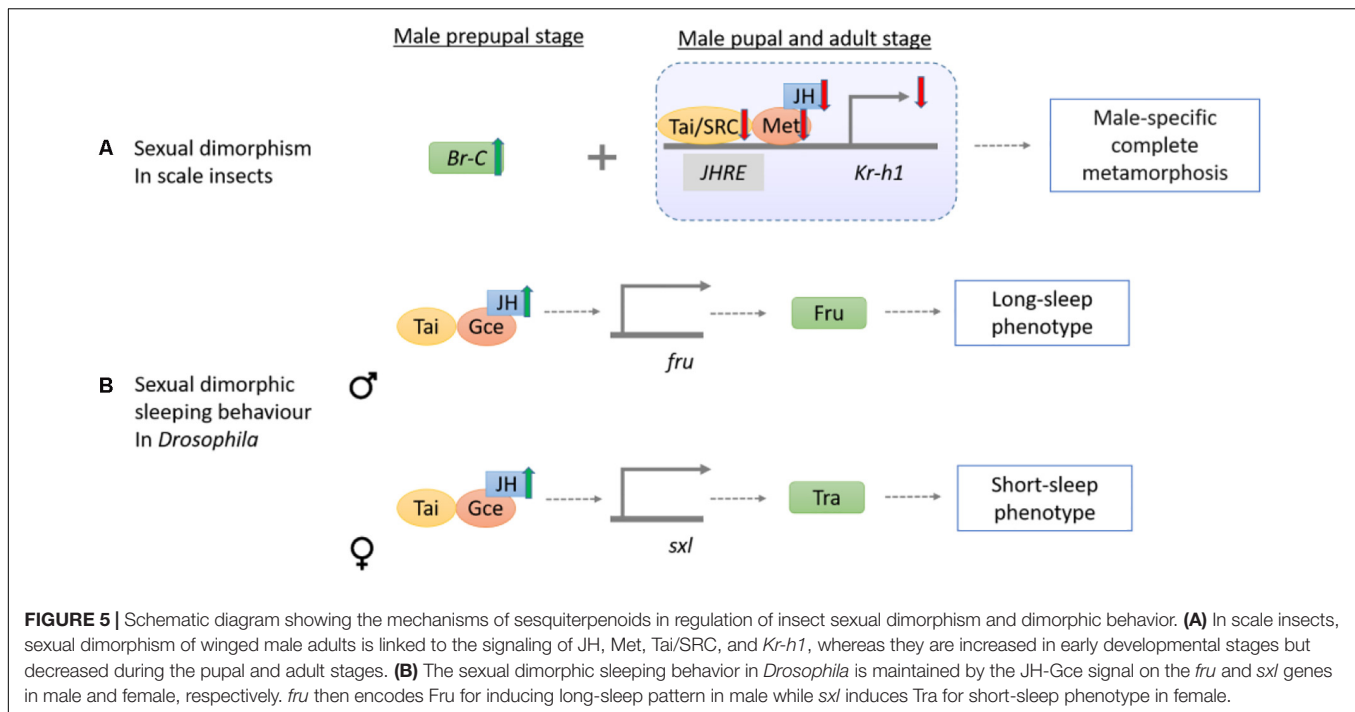 Male prepupal stage
Male pupal and adult stage
A Sexual dimorphism
In scale insects
Br-C
+
Tai/SRC
Met
JH
JHRE
Kr-h1
Male-specific
complete
metamorphosis
B Sexual dimorphic
sleeping behaviour
In Drosophila
♂
Tai
Gce
JH
fru
Fru
Long-sleep
phenotype
♀
Tai
Gce
JH
sxl
Tra
Short-sleep
phenotype
FIGURE 5 | Schematic diagram showing the mechanisms of sesquiterpenoids in regulation of insect sexual dimorphism and dimorphic behavior. (A) In scale insects,
sexual dimorphism of winged male adults is linked to the signaling of JH, Met, Tai/SRC, and Kr-h1, whereas they are increased in early developmental stages but
decreased during the pupal and adult stages. (B) The sexual dimorphic sleeping behavior in Drosophila is maintained by the JH-Gce signal on the fru and sxl genes
in male and female, respectively. fru then encodes Fru for inducing long-sleep pattern in male while sxl induces Tra for short-sleep phenotype in female.